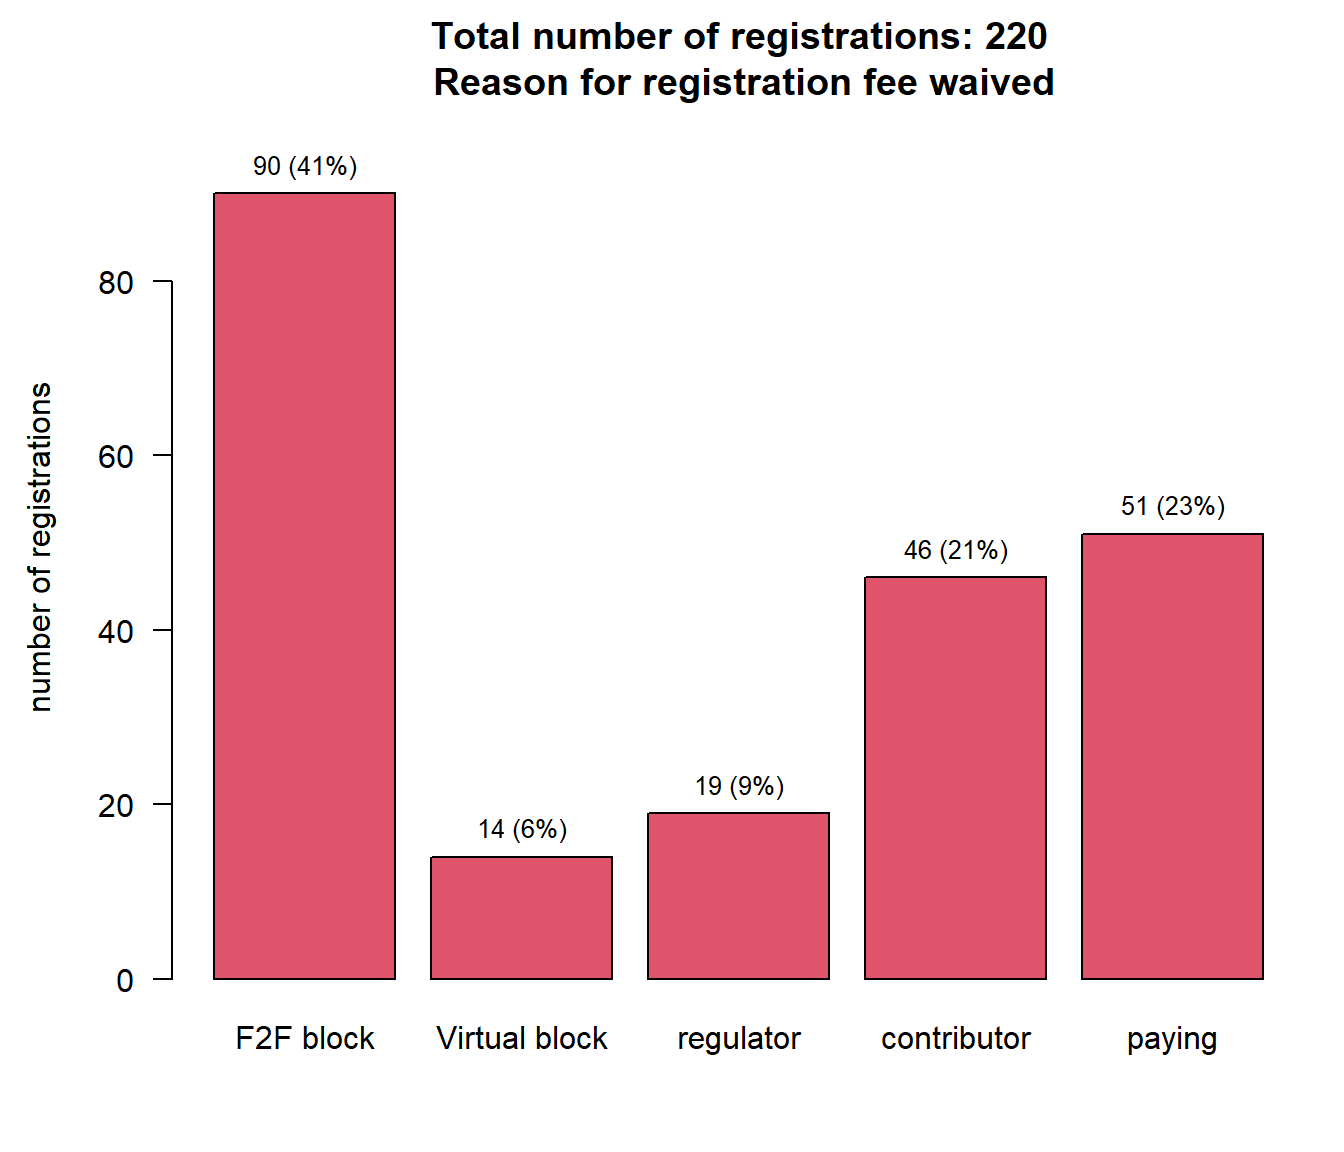 Total number of registrations: 220
Reason for registration fee waived
number of registrations
80
60
40
20
0
90 (41%)
14 (6%)
19 (9%)
46 (21%)
51 (23%)
F2F block
Virtual block
regulator
contributor
paying